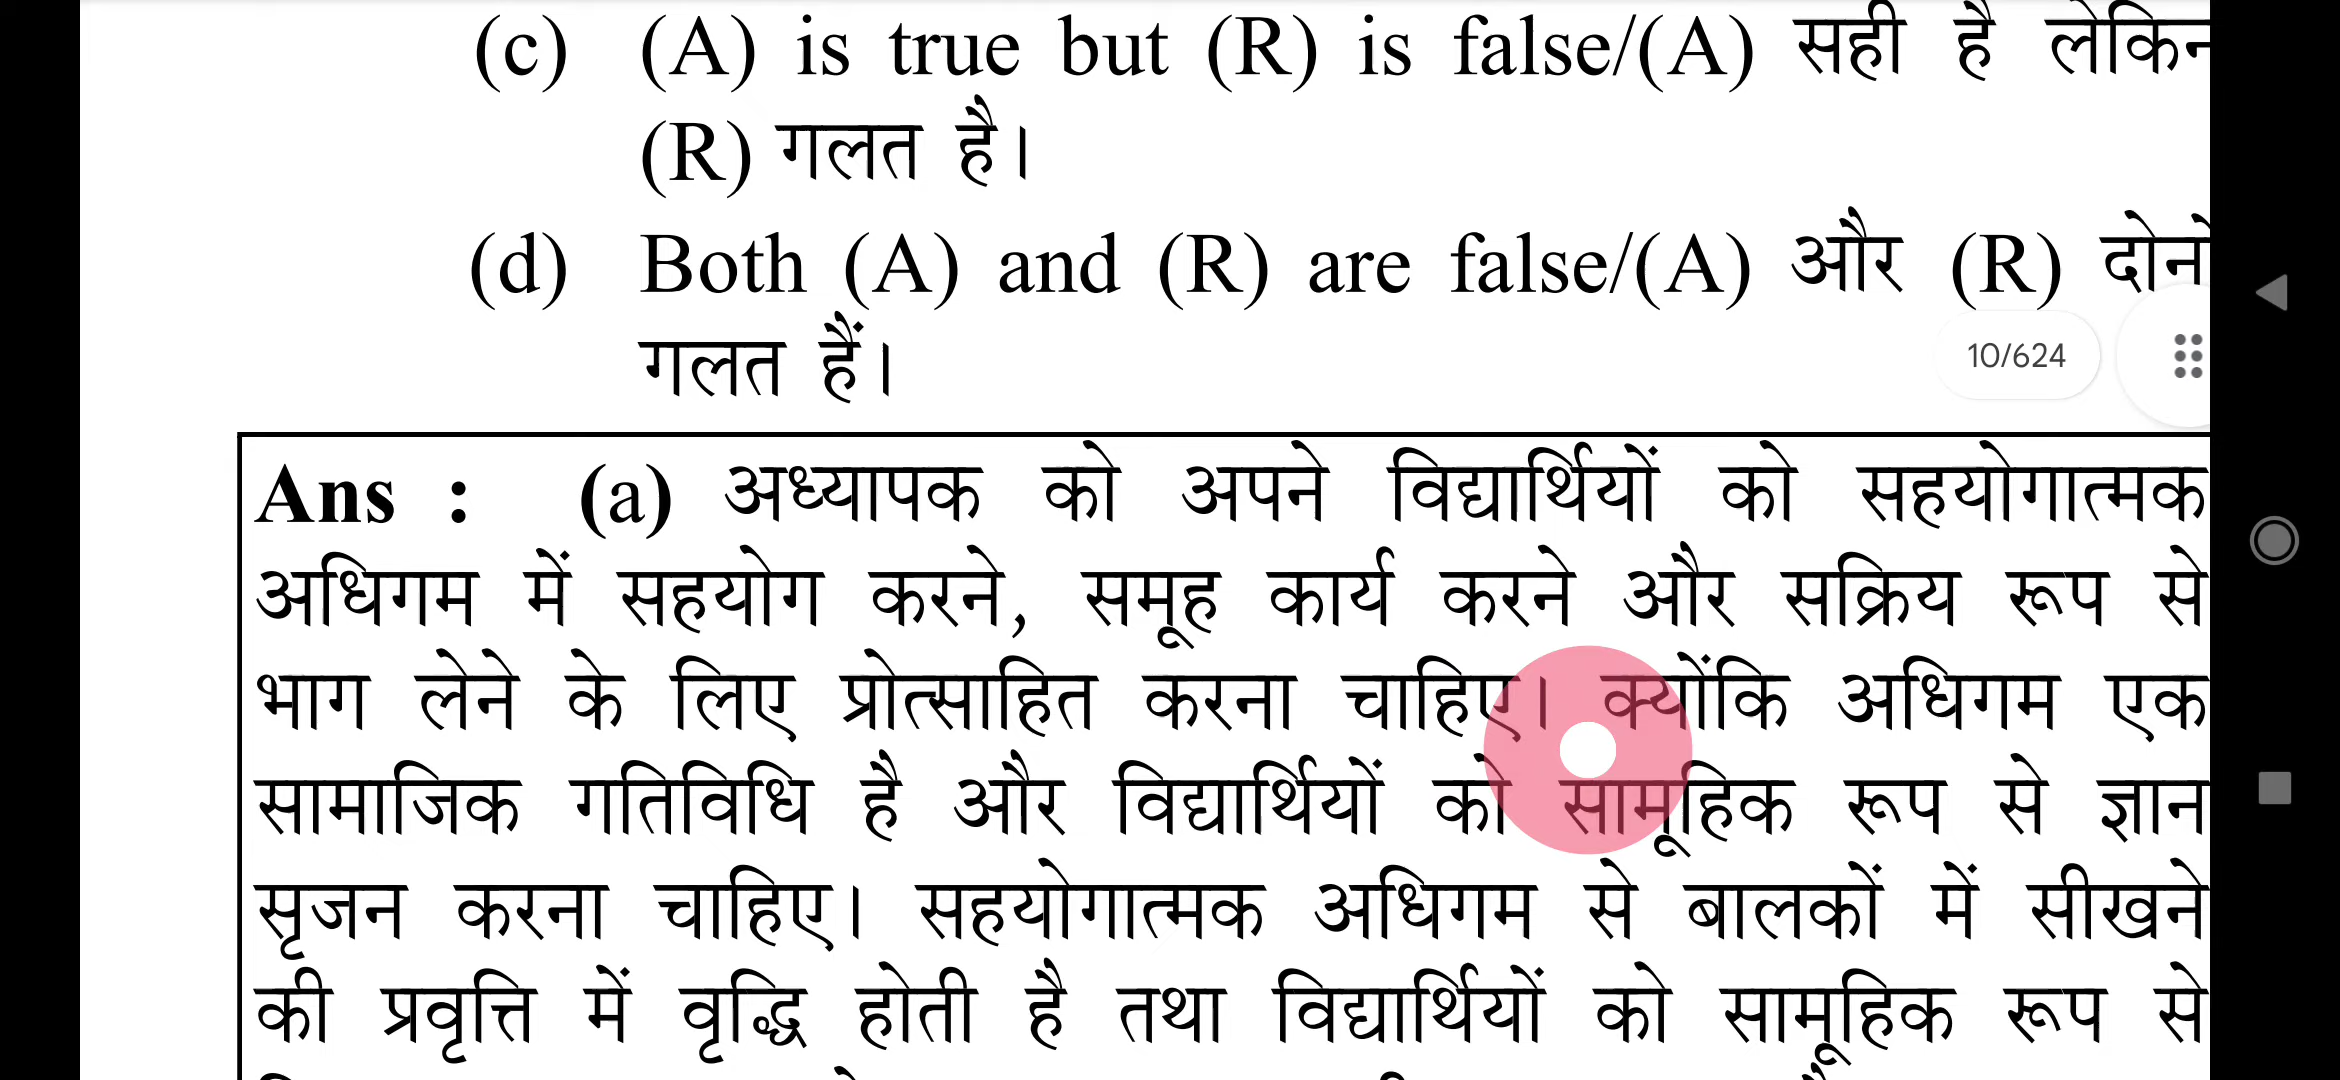 (c) (A) is true but (R) is false/(A) सही है लेकिन
(R) गलत है।
(d) Both (A) and (R) are false/(A) और (R) दोनों
गलत हैं।
10/624
Ans : (a) अध्यापक को अपने विद्यार्थियों को सहयोगात्मक
अधिगम में सहयोग करने, समूह कार्य करने और सक्रिय रूप से
भाग लेने के लिए प्रोत्साहित करना चाहिए। क्योंकि अधिगम एक
सामाजिक गतिविधि है और विद्यार्थियों को सामूहिक रूप से ज्ञान
सृजन करना चाहिए। सहयोगात्मक अधिगम से बालकों में सीखने
की प्रवृत्ति में वृद्धि होती है तथा विद्यार्थियों को सामूहिक रूप से